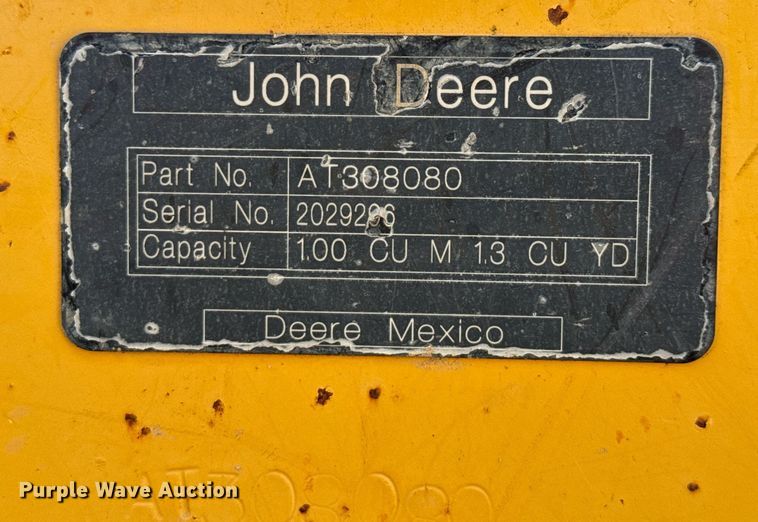 John Deere
Part No. AT308080
Serial No. 2029296
Capacity 1.00 CU M 1.3 CU YD
Deere Mexico
AT308080
Purple Wave Auction